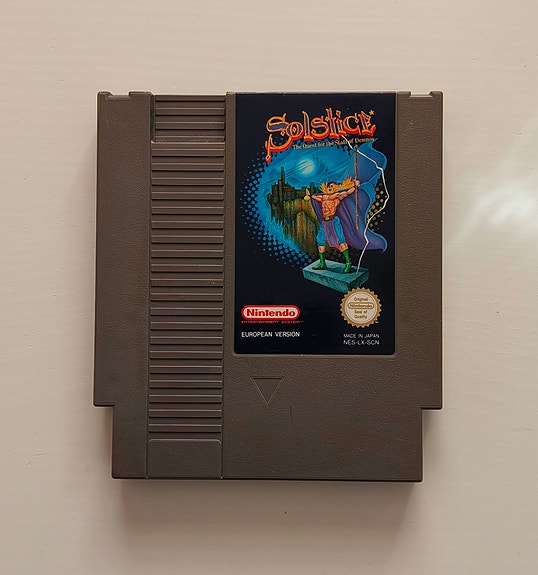 Solstice
The Quest for the Staff of Demnos
Nintendo
ENTERTAINMENT SYSTEM
EUROPEAN VERSION
Original
Nintendo
Seal of
Quality
MADE IN JAPAN
NES-LX-SCN